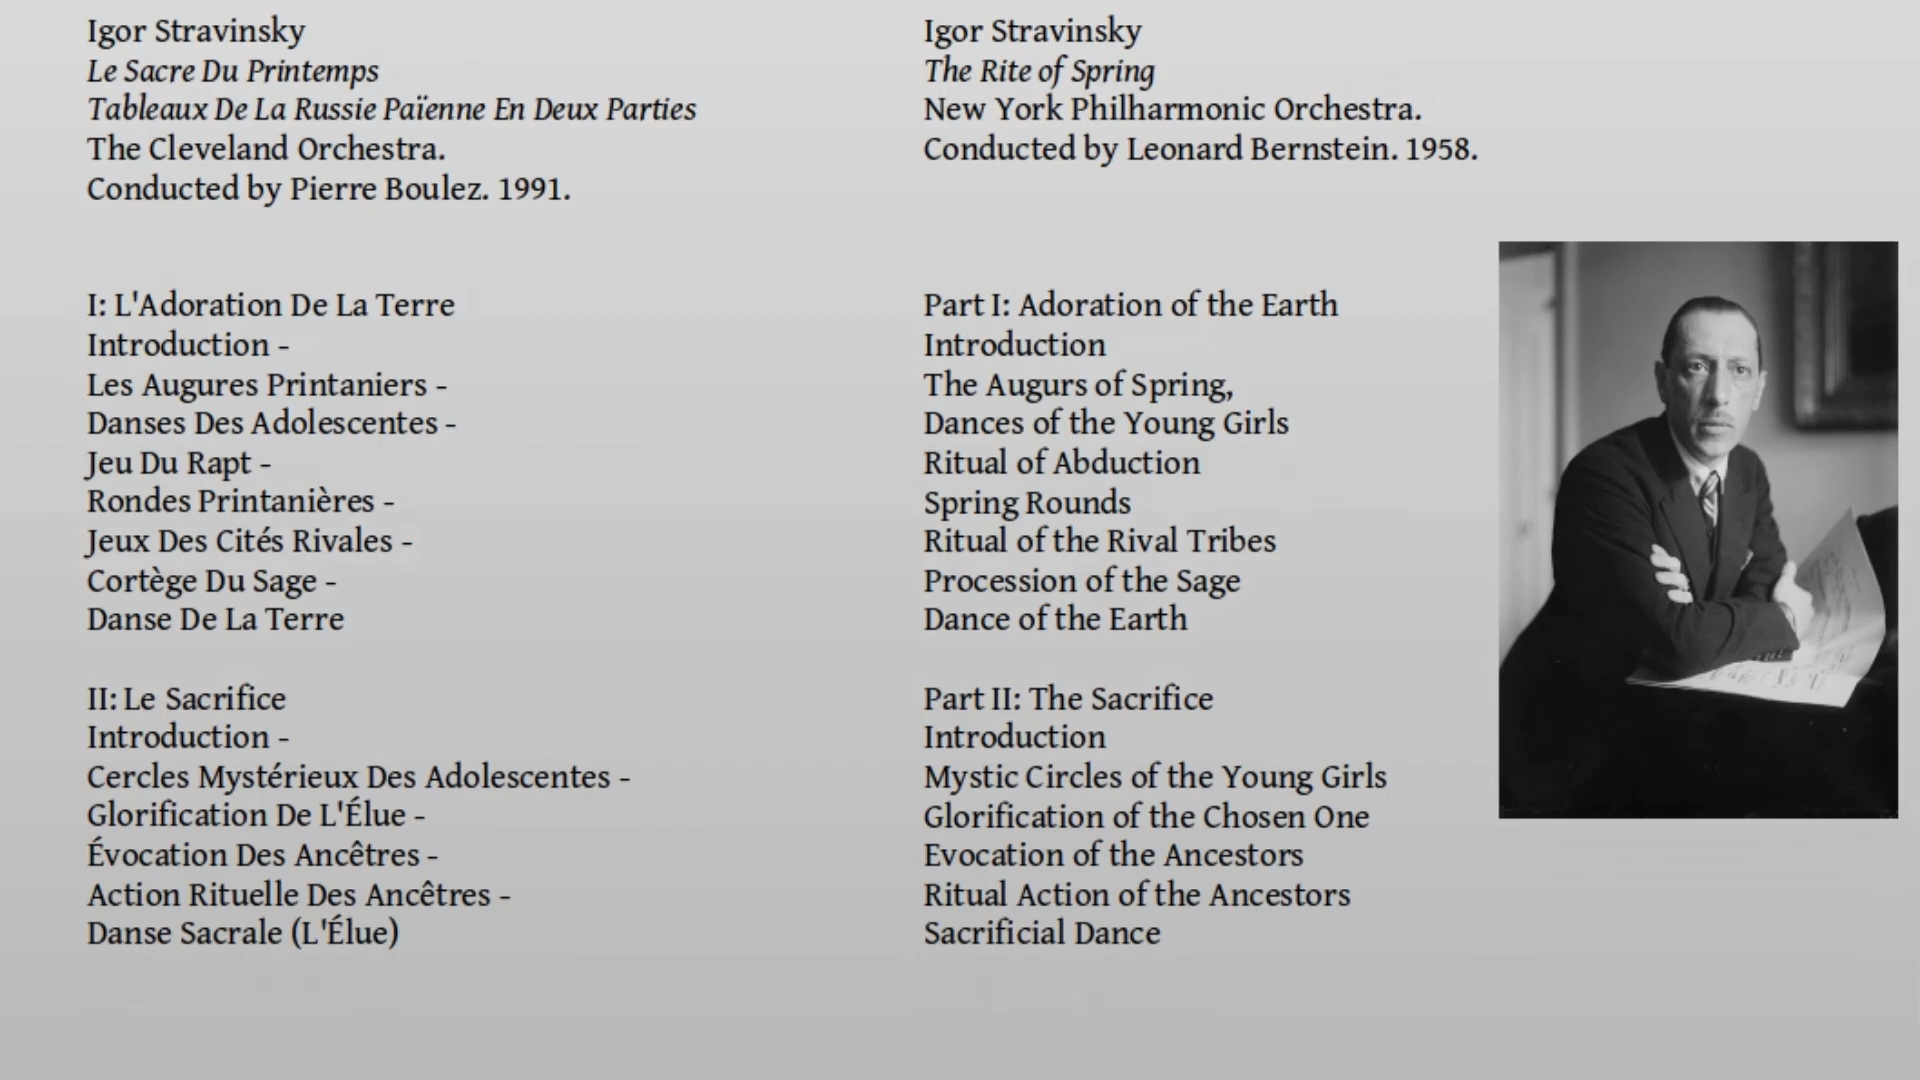 Igor Stravinsky
Le Sacre Du Printemps
Tableaux De La Russie Païenne En Deux Parties
The Cleveland Orchestra.
Conducted by Pierre Boulez. 1991.
I: L'Adoration De La Terre
Introduction -
Les Augures Printaniers -
Danses Des Adolescentes -
Jeu Du Rapt -
Rondes Printanières -
Jeux Des Cités Rivales -
Cortège Du Sage -
Danse De La Terre
II: Le Sacrifice
Introduction -
Cercles Mystérieux Des Adolescentes -
Glorification De L'Élue -
Évocation Des Ancêtres -
Action Rituelle Des Ancêtres -
Danse Sacrale (L'Élue)
Igor Stravinsky
The Rite of Spring
New York Philharmonic Orchestra.
Conducted by Leonard Bernstein. 1958.
Part I: Adoration of the Earth
Introduction
The Augurs of Spring,
Dances of the Young Girls
Ritual of Abduction
Spring Rounds
Ritual of the Rival Tribes
Procession of the Sage
Dance of the Earth
Part II: The Sacrifice
Introduction
Mystic Circles of the Young Girls
Glorification of the Chosen One
Evocation of the Ancestors
Ritual Action of the Ancestors
Sacrificial Dance